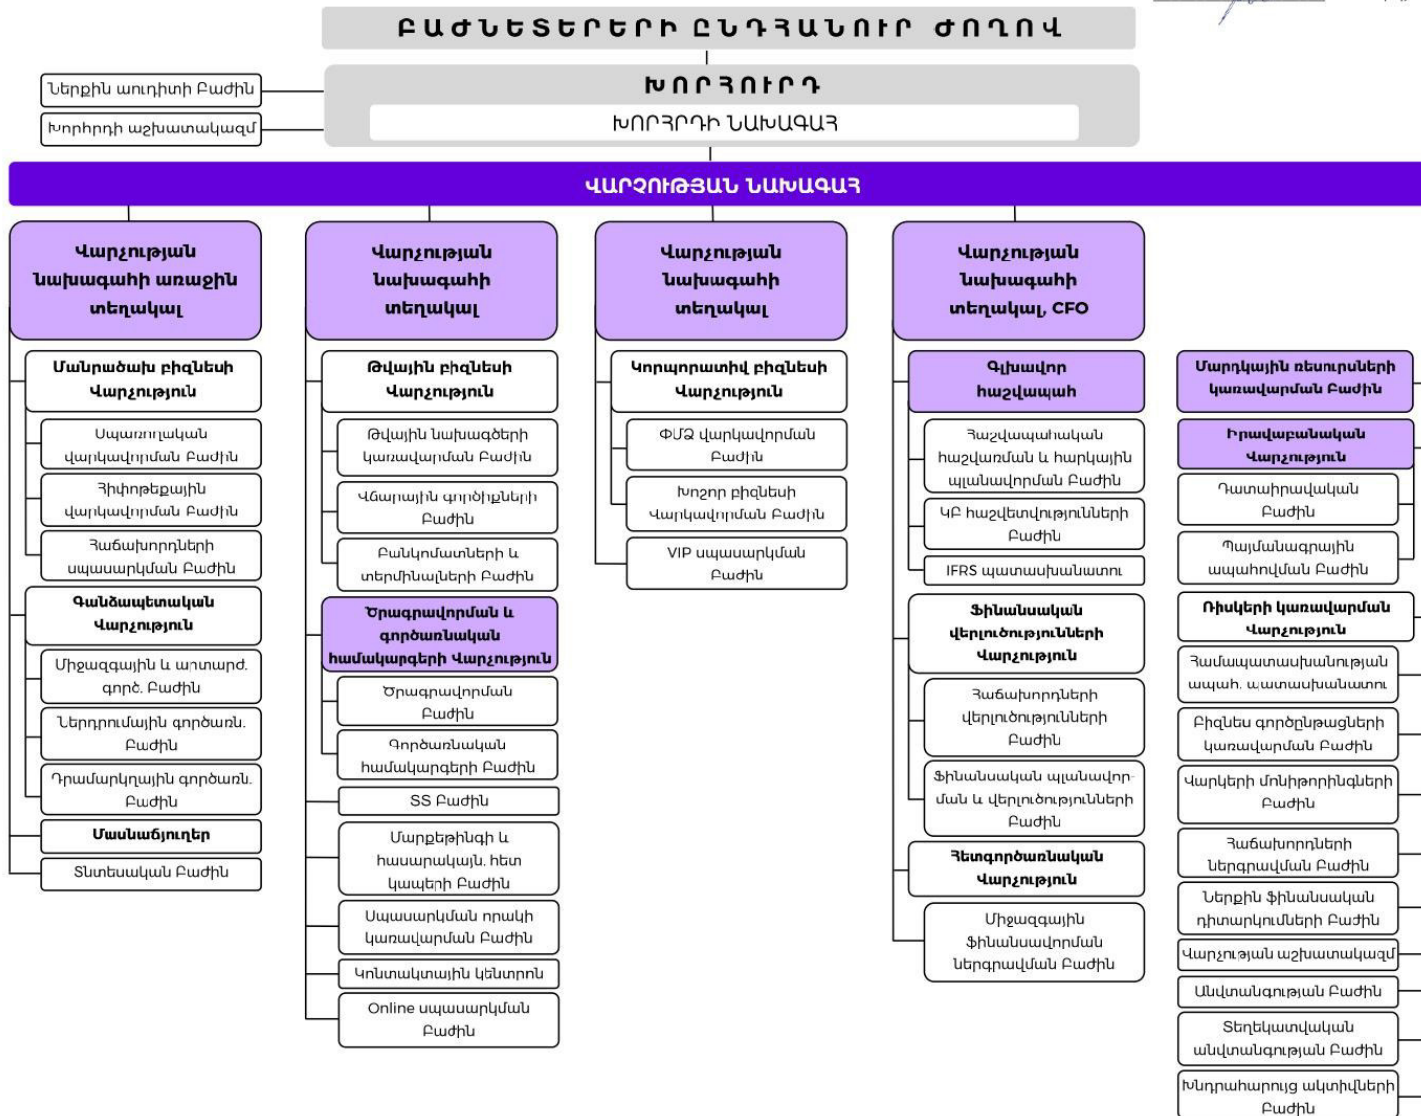 ԲԱԺՆԵՏԵՐԵՐԻ ԸՆԴՀԱՆՈՒՐ ԺՈՂՈՎ
ԽՈՐՀՈՒՐԴ
ԽՈՐՀՐԴԻ ՆԱԽԱԳԱՀ
Ներքին աուդիտի Բաժին
Խորհրդի աշխատակազմ
ՎԱՐՉՈՒԹՅԱՆ ՆԱԽԱԳԱՀ
Վարչության
նախագահի առաջին
տեղակալ
Մանրածախ բիզնեսի
Վարչություն
Սպառողական
վարկավորման Բաժին
Հիփոթեքային
վարկավորման Բաժին
Հաճախորդների
սպասարկման Բաժին
Գանձապետական
Վարչություն
Միջազգային և արտարժ.
գործ. Բաժին
Ներդրումային գործառն.
Բաժին
Դրամարկղային գործառն.
Բաժին
Մասնաճյուղեր
Տնտեսական Բաժին
Վարչության
նախագահի
տեղակալ
Թվային բիզնեսի
Վարչություն
Թվային նախագծերի
կառավարման Բաժին
Վճարային գործիքների
Բաժին
Բանկոմատների և
տերմինալների Բաժին
Ծրագրավորման և
գործառնական
համակարգերի Վարչություն
Ծրագրավորման
Բաժին
Գործառնական
համակարգերի Բաժին
ՏՏ Բաժին
Մարքեթինգի և
հասարակայն. հետ
կապերի Բաժին
Սպասարկման որակի
կառավարման Բաժին
Կոնտակտային կենտրոն
Online սպասարկման
Բաժին
Վարչության
նախագահի
տեղակալ
Կորպորատիվ բիզնեսի
Վարչություն
ՓՄՁ վարկավորման
Բաժին
Խոշոր բիզնեսի
Վարկավորման Բաժին
VIP սպասարկման
Բաժին
Վարչության
նախագահի
տեղակալ, CFO
Գլխավոր
հաշվապահ
Հաշվապահական
հաշվառման և հարկային
պլանավորման Բաժին
ԿԲ հաշվետվությունների
Բաժին
IFRS պատասխանատու
Ֆինանսական
վերլուծությունների
Վարչություն
Հաճախորդների
վերլուծությունների
Բաժին
Ֆինանսական պլանավոր-
ման և վերլուծությունների
Բաժին
Հետգործառնական
Վարչություն
Միջազգային
ֆինանսավորման
ներգրավման Բաժին
Մարդկային ռեսուրսների
կառավարման Բաժին
Իրավաբանական
Վարչություն
Դատաիրավական
Բաժին
Պայմանագրային
ապահովման Բաժին
Ռիսկերի կառավարման
Վարչություն
Համապատասխանության
ապահ. պատասխանատու
Բիզնես գործընթացների
կառավարման Բաժին
Վարկերի մոնիթորինգների
Բաժին
Հաճախորդների
ներգրավման Բաժին
Ներքին ֆինանսական
դիտարկումների Բաժին
Վարչության աշխատակազմ
Անվտանգության Բաժին
Տեղեկատվական
անվտանգության Բաժին
Խնդրահարույց ակտիվների
Բաժին